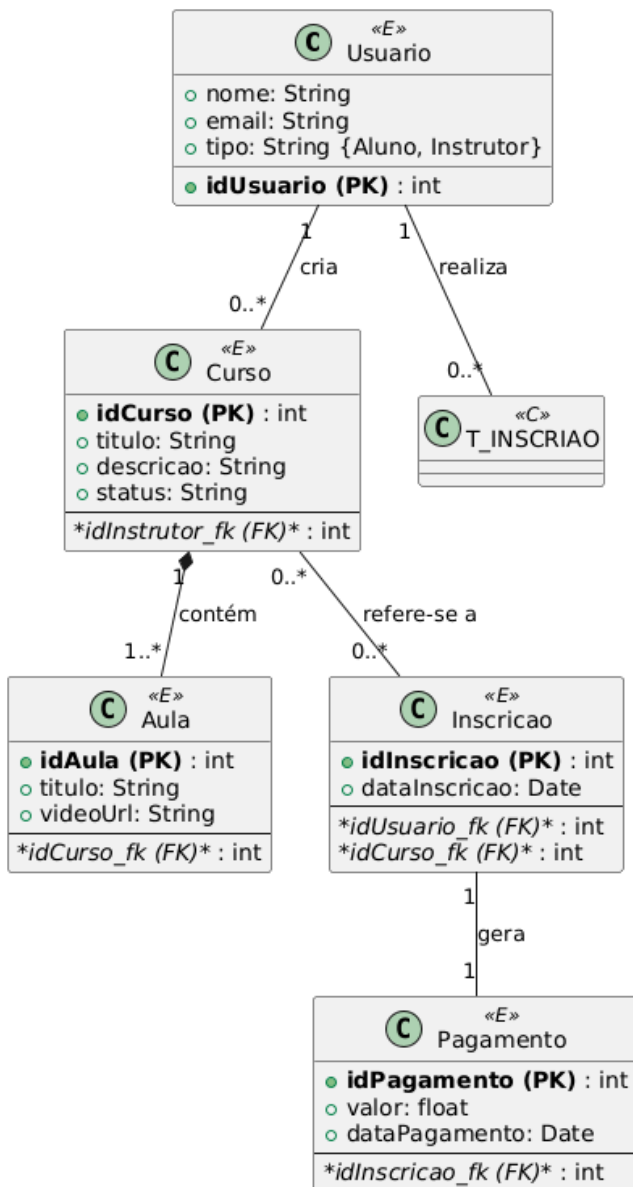 C
«E»
Usuario
nome: String
email: String
tipo: String {Aluno, Instrutor}
idUsuario (PK) : int
1
1
cria
realiza
0..*
0..*
C
«E»
Curso
idCurso (PK) : int
titulo: String
descricao: String
status: String
*idInstrutor_fk (FK)* : int
C
«C»
T_INSCRIAO
1
0..*
contém
refere-se a
1..*
0..*
C
«E»
Aula
idAula (PK) : int
titulo: String
videoUrl: String
*idCurso_fk (FK)* : int
C
«E»
Inscricao
idInscricao (PK) : int
dataInscricao: Date
*idUsuario_fk (FK)*
*idCurso_fk (FK)* : int
1
gera
1
C
«E»
Pagamento
idPagamento (PK) : int
valor: float
dataPagamento: Date
*idInscricao_fk (FK)* : int